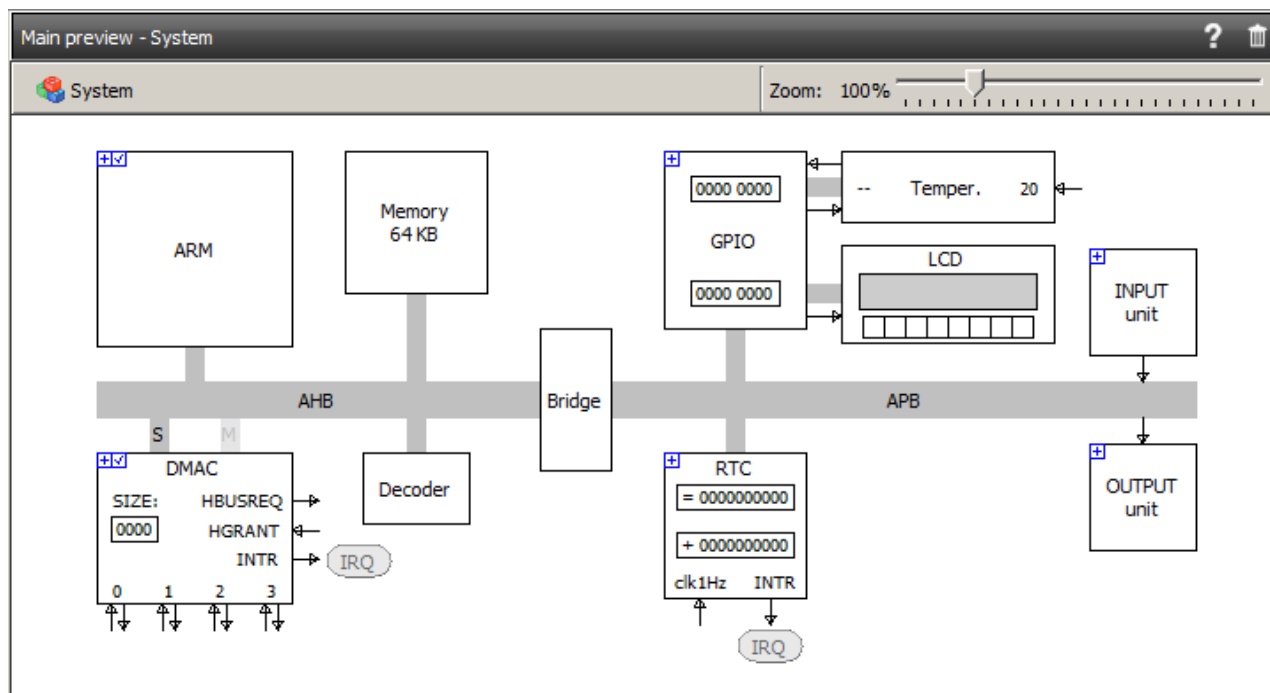 Main preview - System
?
System
Zoom: 100%
ARM
Memory
64 KB
0000 0000
GPIO
0000 0000
-- Temper. 20
LCD
INPUT
unit
AHB
Bridge
APB
S
M
DMAC
SIZE:
0000
HBUSREQ
HGRANT
INTR
IRQ
0 1 2 3
Decoder
RTC
= 0000000000
+ 0000000000
clk1Hz INTR
IRQ
OUTPUT
unit